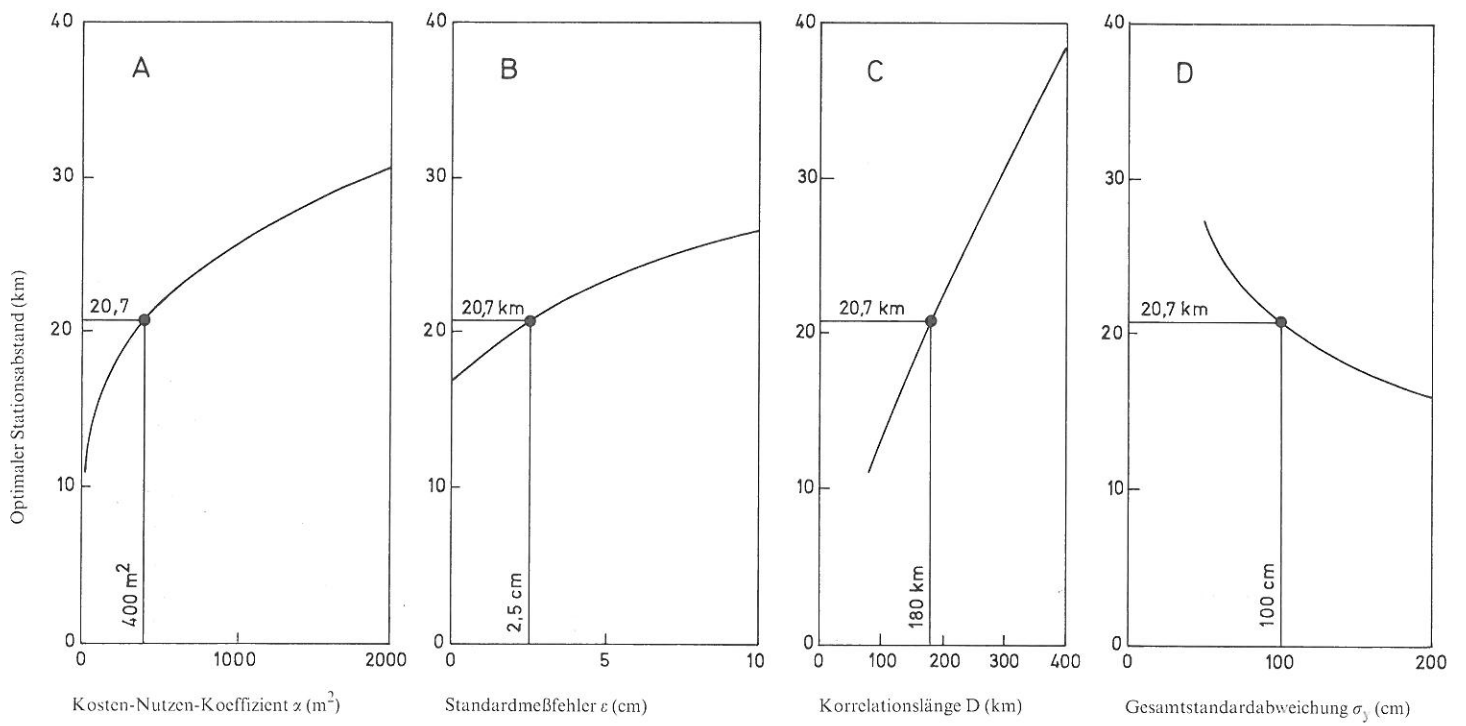 Optimaler Stationsabstand (km)
A
40
30
20
10
0
20,7
400 m²
0
1000
2000
Kosten-Nutzen-Koeffizient α (m²)
B
40
30
20
10
0
20,7 km
2,5 cm
0
5
10
Standardmeßfehler ε (cm)
C
40
30
20
10
0
20,7 km
180 km
0
100
200
300
400
Korrelationslänge D (km)
D
40
30
20
10
0
20,7 km
100 cm
0
100
200
Gesamtstandardabweichung σy (cm)